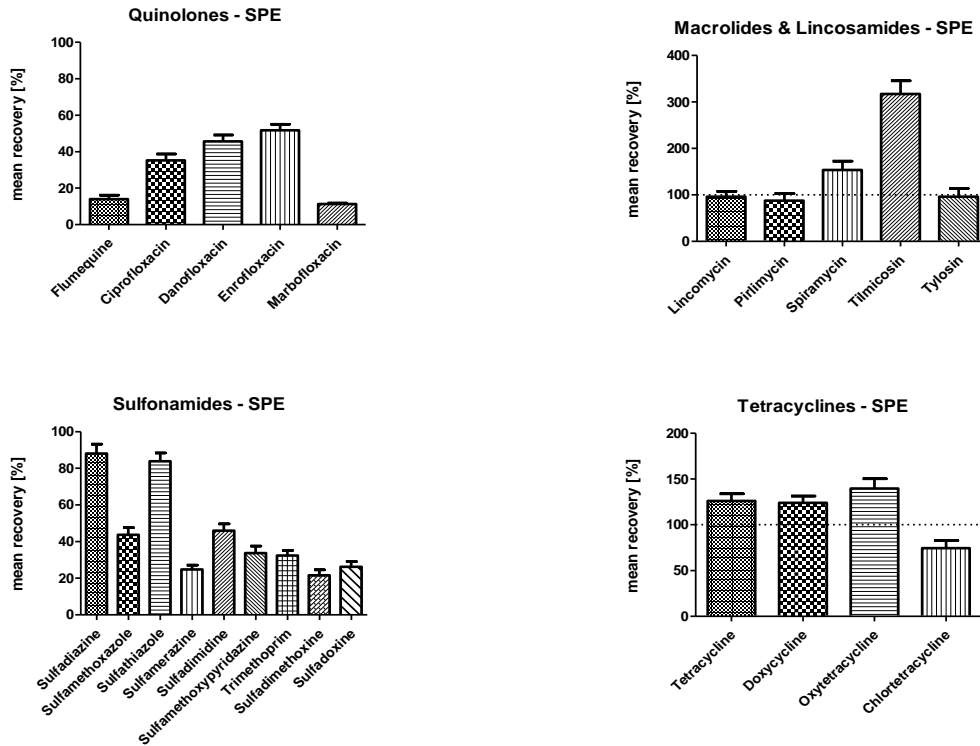 Quinolones - SPE
mean recovery [%]
100
80
60
40
20
0
Flumequine
Ciprofloxacin
Danofloxacin
Enrofloxacin
Marbofloxacin
Macrolides & Lincosamides - SPE
mean recovery [%]
400
300
200
100
0
Lincomycin
Pirlimycin
Spiramycin
Tilmicosin
Tylosin
Sulfonamides - SPE
mean recovery [%]
100
80
60
40
20
0
Sulfadiazine
Sulfamethoxazole
Sulfathiazole
Sulfamerazine
Sulfadimidine
Sulfamethoxypyridazine
Trimethoprin
Sulfadimethoxine
Sulfadoxine
Tetracyclines - SPE
mean recovery [%]
200
150
100
50
0
Tetracycline
Doxycycline
Oxytetracycline
Chlortetracycline